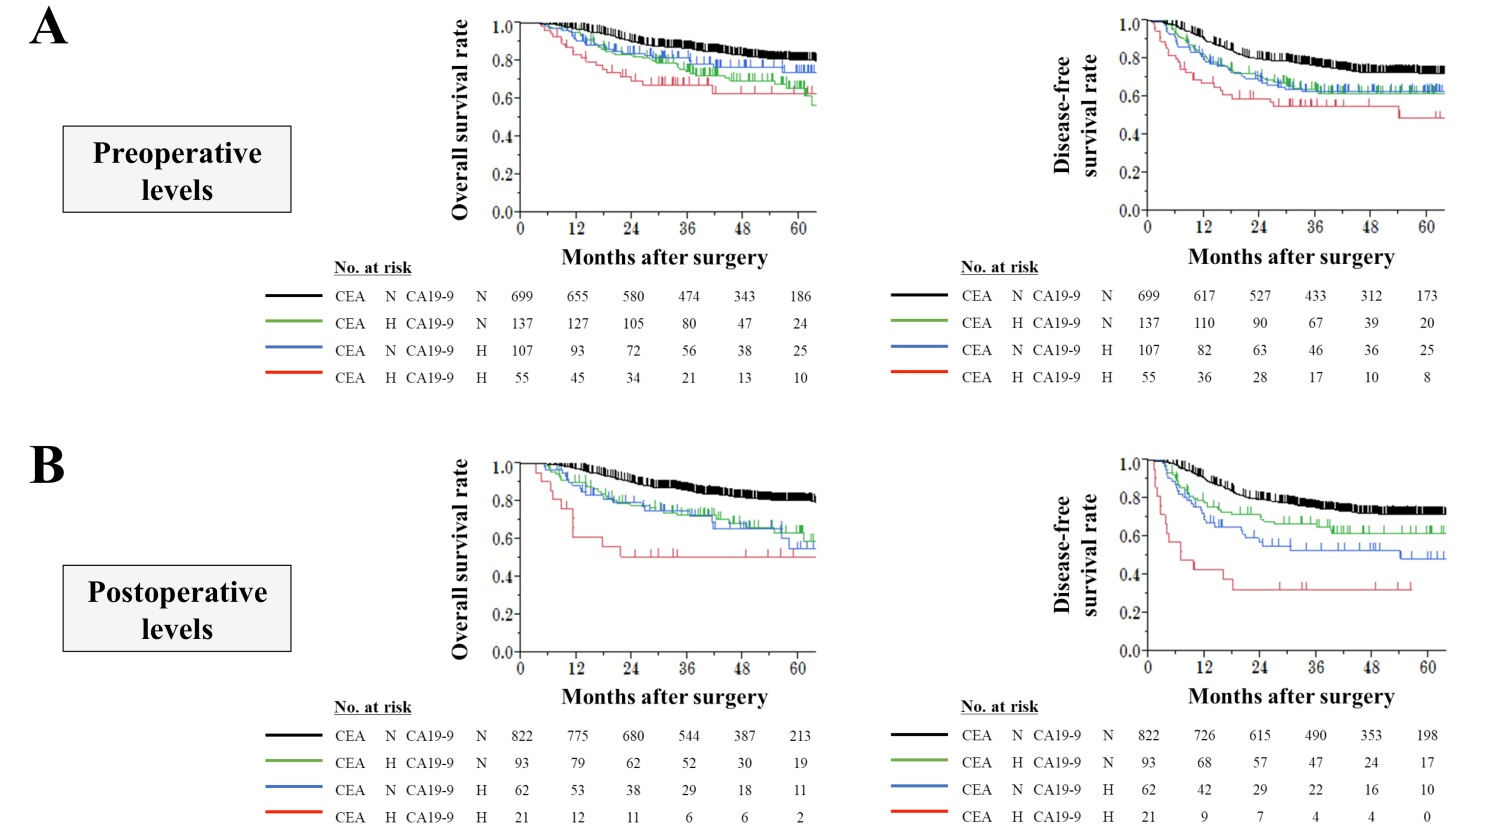 A
Preoperative
levels
Overall survival rate
1.0
0.8
0.6
0.4
0.2
0.0
0 12 24 36 48 60
Months after surgery
No. at risk
CEA N CA19-9 N 699 655 580 474 343 186
CEA H CA19-9 N 137 127 105 80 47 24
CEA N CA19-9 H 107 93 72 56 38 25
CEA H CA19-9 H 55 45 34 21 13 10
Disease-free
survival rate
1.0
0.8
0.6
0.4
0.2
0.0
0 12 24 36 48 60
Months after surgery
No. at risk
CEA N CA19-9 N 699 617 527 433 312 173
CEA H CA19-9 N 137 110 90 67 39 20
CEA N CA19-9 H 107 82 63 46 36 25
CEA H CA19-9 H 55 36 28 17 10 8
B
Postoperative
levels
Overall survival rate
1.0
0.8
0.6
0.4
0.2
0.0
0 12 24 36 48 60
Months after surgery
No. at risk
CEA N CA19-9 N 822 775 680 544 387 213
CEA H CA19-9 N 93 79 62 52 30 19
CEA N CA19-9 H 62 53 38 29 18 11
CEA H CA19-9 H 21 12 11 6 6 2
Disease-free
survival rate
1.0
0.8
0.6
0.4
0.2
0.0
0 12 24 36 48 60
Months after surgery
No. at risk
CEA N CA19-9 N 822 726 615 490 353 198
CEA H CA19-9 N 93 68 57 47 24 17
CEA N CA19-9 H 62 42 29 22 16 10
CEA H CA19-9 H 21 9 7 4 4 0